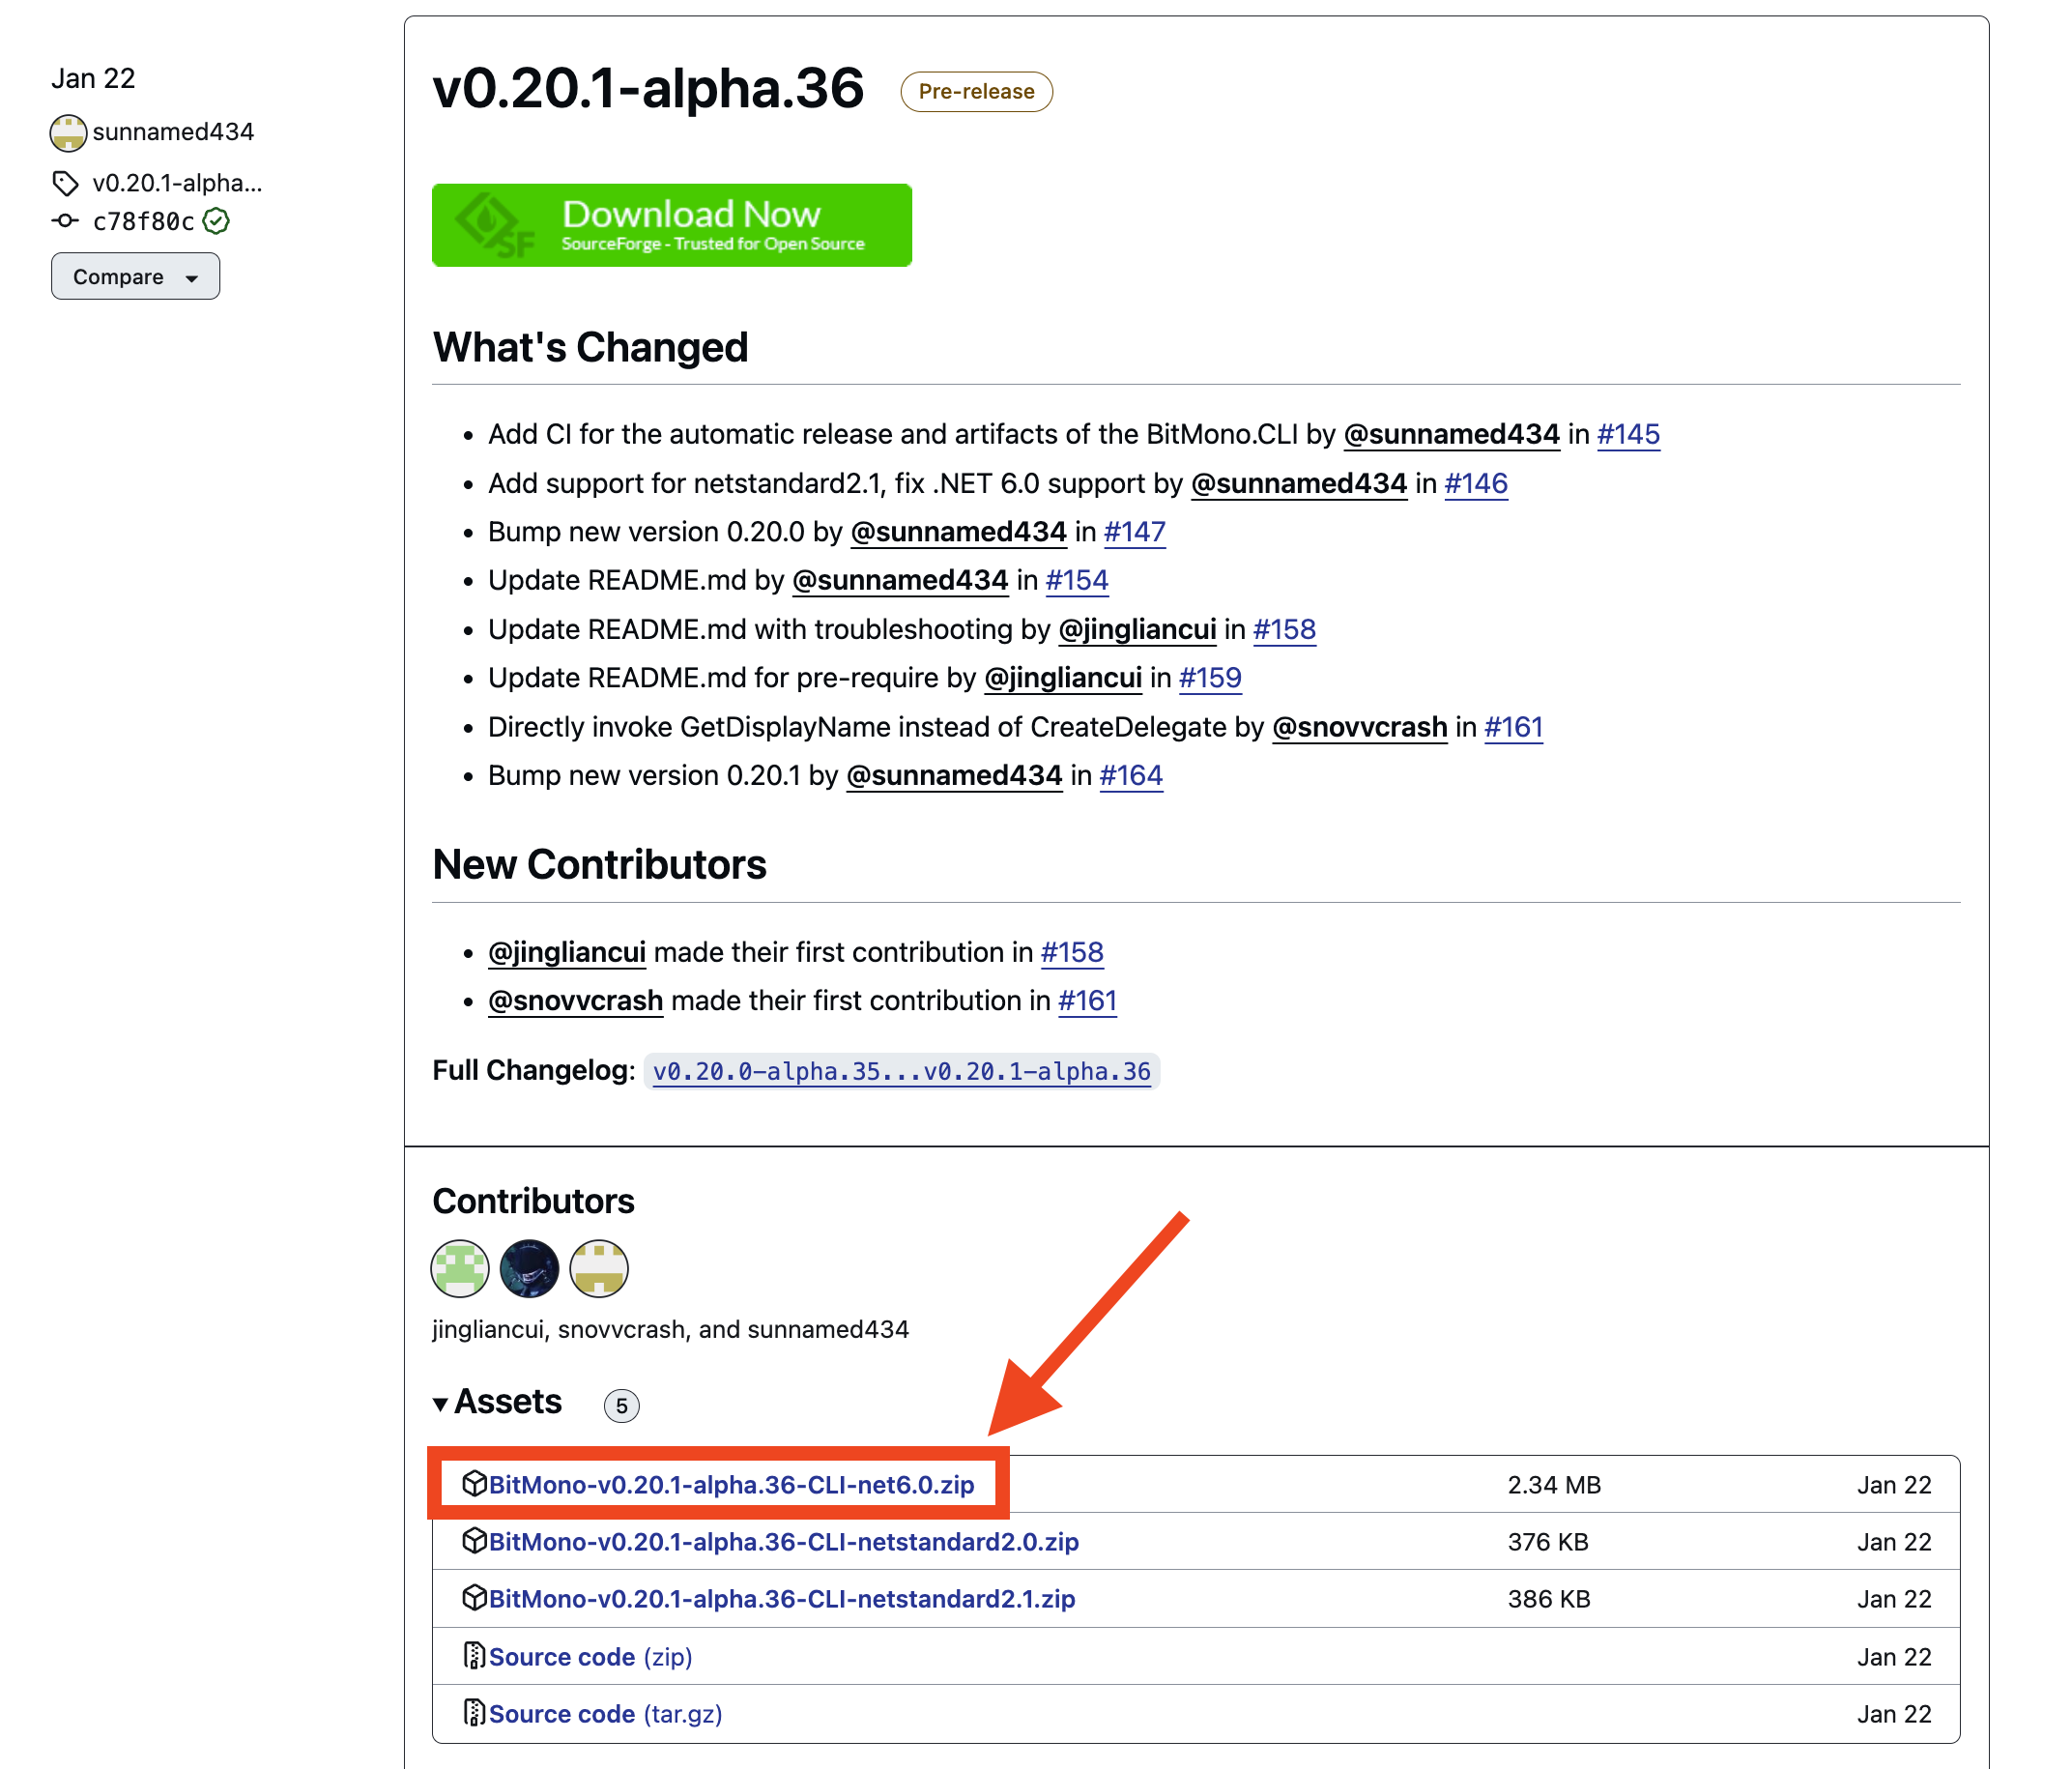 Jan 22
sunnamed434
v0.20.1-alpha...
c78f80c
Compare
v0.20.1-alpha.36 Pre-release
SF
Download Now
SourceForge - Trusted for Open Source
What's Changed
Add CI for the automatic release and artifacts of the BitMono.CLI by @sunnamed434 in #145
Add support for netstandard2.1, fix .NET 6.0 support by @sunnamed434 in #146
Bump new version 0.20.0 by @sunnamed434 in #147
Update README.md by @sunnamed434 in #154
Update README.md with troubleshooting by @jingliancui in #158
Update README.md for pre-require by @jingliancui in #159
Directly invoke GetDisplayName instead of CreateDelegate by @snovvcrash in #161
Bump new version 0.20.1 by @sunnamed434 in #164
New Contributors
@jingliancui made their first contribution in #158
@snovvcrash made their first contribution in #161
Full Changelog: v0.20.0-alpha.35...v0.20.1-alpha.36
Contributors
jingliancui, snovvcrash, and sunnamed434
Assets 5
BitMono-v0.20.1-alpha.36-CLI-net6.0.zip 2.34 MB Jan 22
BitMono-v0.20.1-alpha.36-CLI-netstandard2.0.zip 376 KB Jan 22
BitMono-v0.20.1-alpha.36-CLI-netstandard2.1.zip 386 KB Jan 22
Source code (zip) Jan 22
Source code (tar.gz) Jan 22